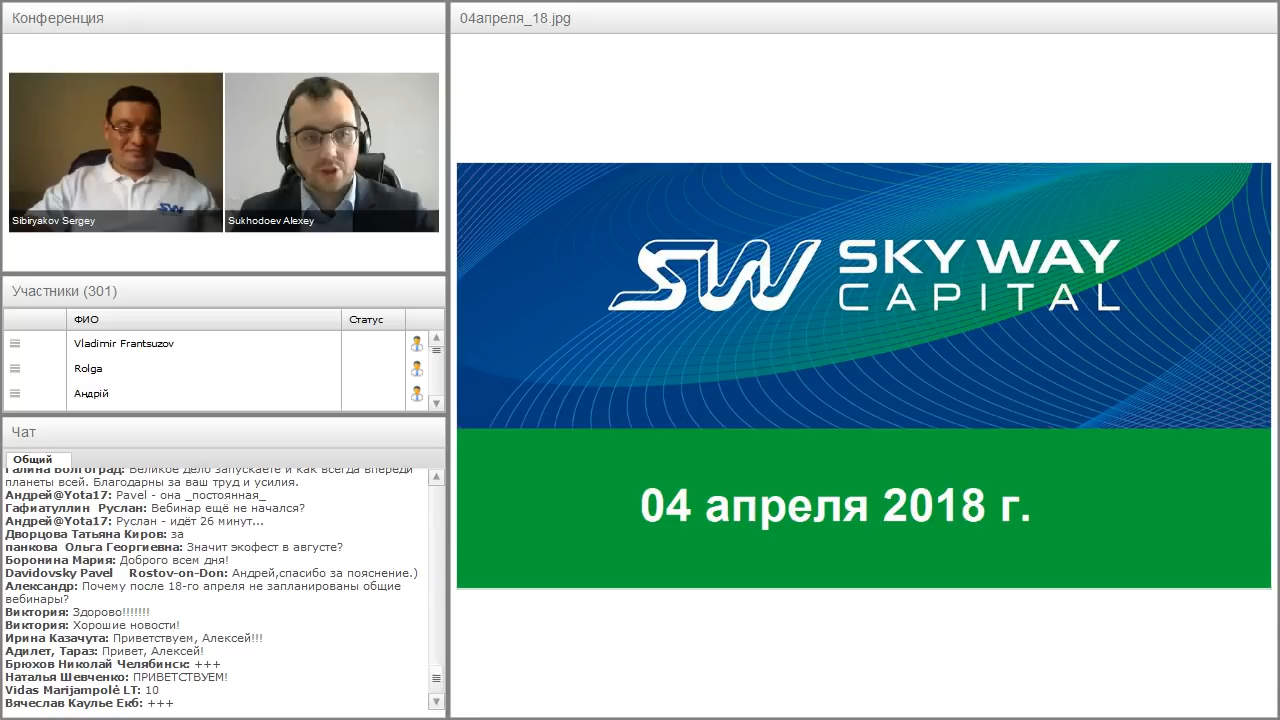 Конференция
Sibiryakov Sergey
Sukhodoev Alexey
Участники (301)
ФИО
Статус
Vladimir Frantsuzov
Rolga
Андрій
Чат
Общий
Галина Волгоград: Великое дело запускаете и как всегда впереди
планеты всей. Благодарны за ваш труд и усилия.
Андрей@Yota17: Pavel - она _постоянная_
Гафиатуллин Руслан: Вебинар ещё не начался?
Андрей@Yota17: Руслан - идёт 26 минут...
Дворцова Татьяна Киров: за
панкова Ольга Георгиевна: Значит экофест в августе?
Боронина Мария: Доброго всем дня!
Davidovsky Pavel Rostov-on-Don: Андрей,спасибо за пояснение.)
Александр: Почему после 18-го апреля не запланированы общие
вебинары?
Виктория: Здорово!!!!!!!
Виктория: Хорошие новости!
Ирина Казачута: Приветствуем, Алексей!!!
Адилет, Тараз: Привет, Алексей!
Брюхов Николай Челябинск: +++
Наталья Шевченко: ПРИВЕТСТВУЕМ!
Vidas Marijampolė LT: 10
Вячеслав Каулье Екб: +++
04апреля_18.jpg
SW SKY WAY
CAPITAL
04 апреля 2018 г.